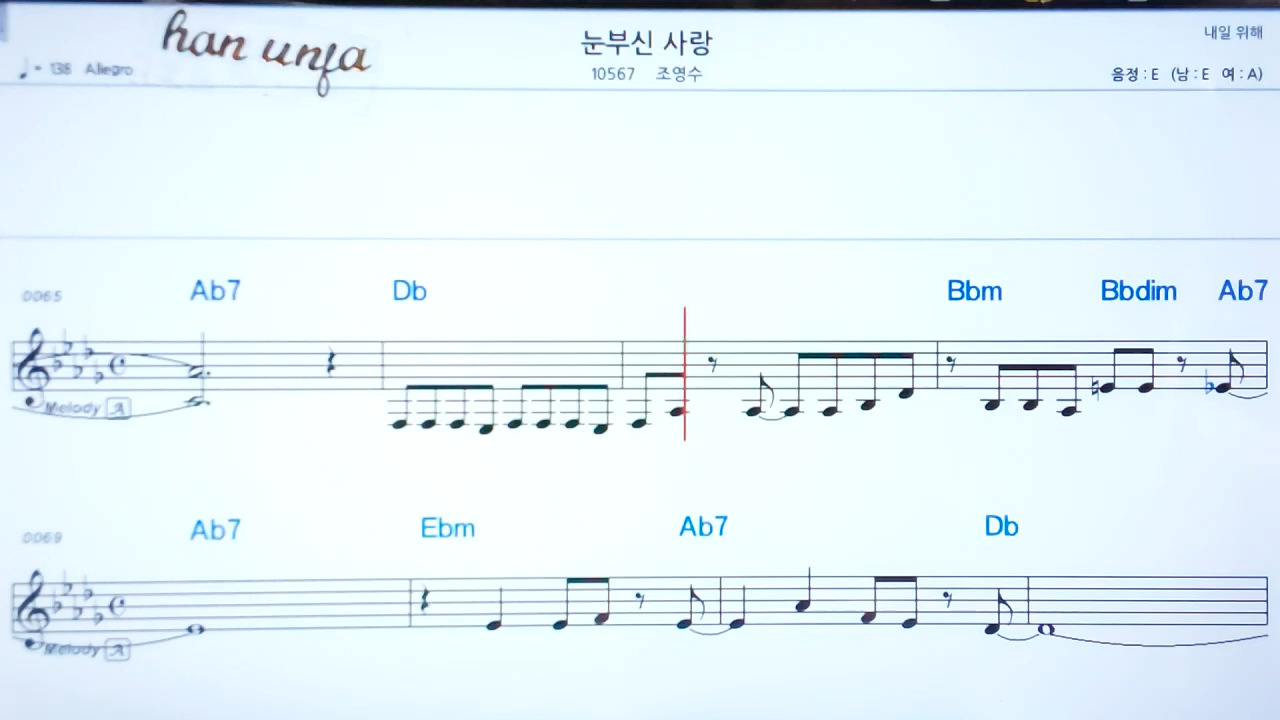 han unfa
눈부신 사랑
내일 위해
♩= 138 Allegro
10567 조영수
음정 : E (남 : E 여 : A)
0065 Ab7 Db Bbm Bbdim Ab7
Melody A
0069 Ab7 Ebm Ab7 Db
Melody A